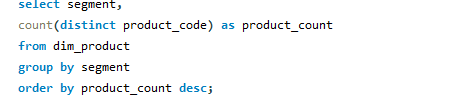 select segment,
count(distinct product_code) as product_count
from dim_product
group by segment
order by product_count desc;